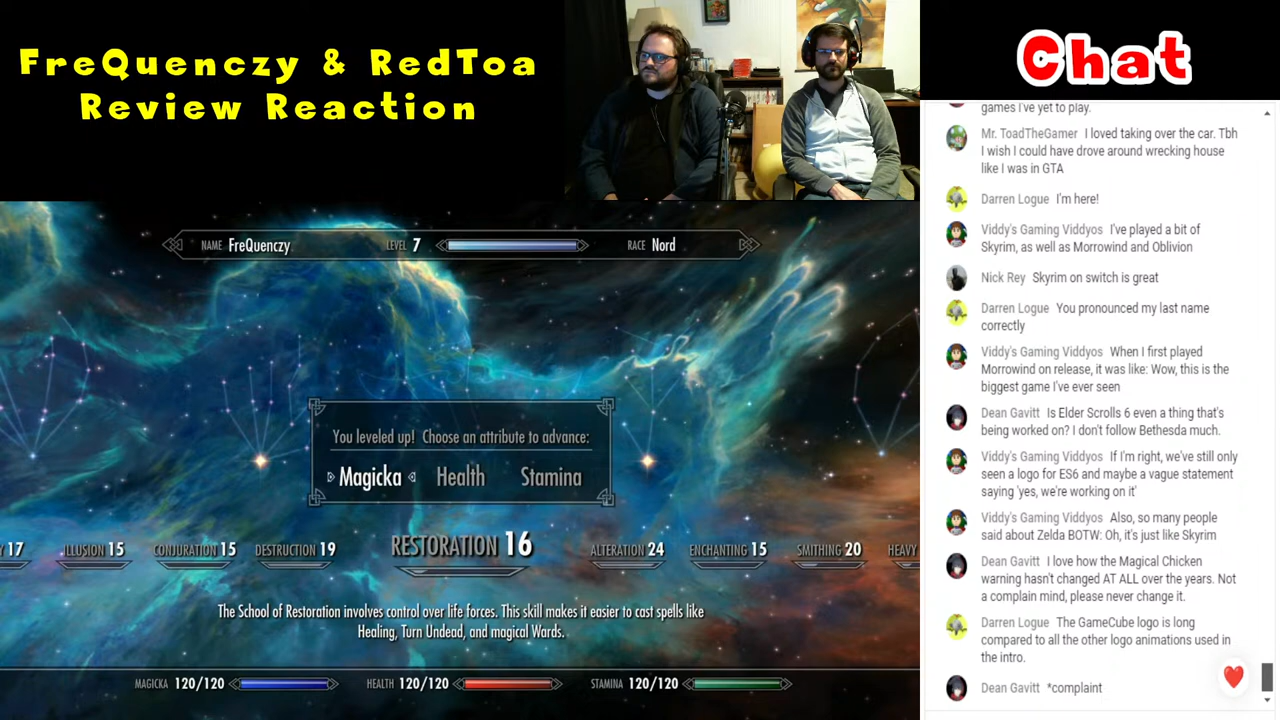 FreQuenczy & RedToa
Review Reaction
Chat
games I've yet to play.
Mr. ToadTheGamer I loved taking over the car. Tbh
I wish I could have drove around wrecking house
like I was in GTA
Darren Logue I'm here!
Viddy's Gaming Viddyos I've played a bit of
Skyrim, as well as Morrowind and Oblivion
Nick Rey Skyrim on switch is great
Darren Logue You pronounced my last name
correctly
Viddy's Gaming Viddyos When I first played
Morrowind on release, it was like: Wow, this is the
biggest game I've ever seen
Dean Gavitt Is Elder Scrolls 6 even a thing that's
being worked on? I don't follow Bethesda much.
Viddy's Gaming Viddyos If I'm right, we've still only
seen a logo for ES6 and maybe a vague statement
saying 'yes, we're working on it'
Viddy's Gaming Viddyos Also, so many people
said about Zelda BOTW: Oh, it's just like Skyrim
Dean Gavitt I love how the Magical Chicken
warning hasn't changed AT ALL over the years. Not
a complain mind, please never change it.
Darren Logue The GameCube logo is long
compared to all the other logo animations used in
the intro.
Dean Gavitt *complaint
NAME FreQuenczy LEVEL 7 RACE Nord
You leveled up! Choose an attribute to advance:
Magicka Health Stamina
17 ILLUSION 15 CONJURATION 15 DESTRUCTION 19 RESTORATION 16 ALTERATION 24 ENCHANTING 15 SMITHING 20 HEAVY
The School of Restoration involves control over life forces. This skill makes it easier to cast spells like
Healing, Turn Undead, and magical Wards.
MAGICKA 120/120 HEALTH 120/120 STAMINA 120/120